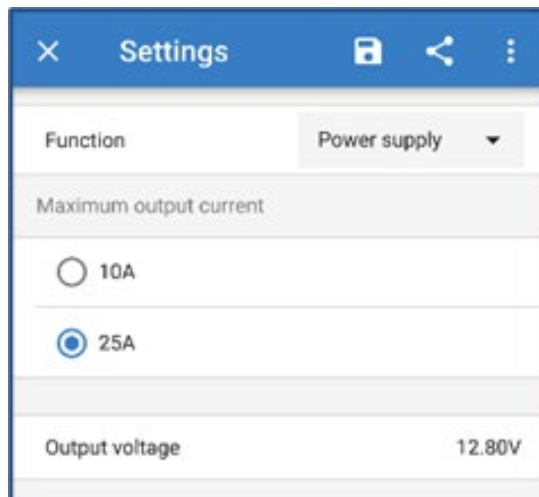 Settings
Function Power supply
Maximum output current
10A
25A
Output voltage 12.80V